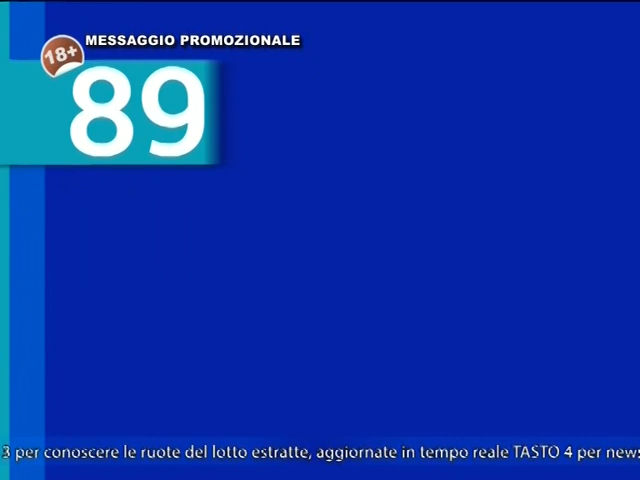 MESSAGGIO PROMOZIONALE
18+
89
3 per conoscere le ruote del lotto estratte, aggiornate in tempo reale TASTO 4 per news